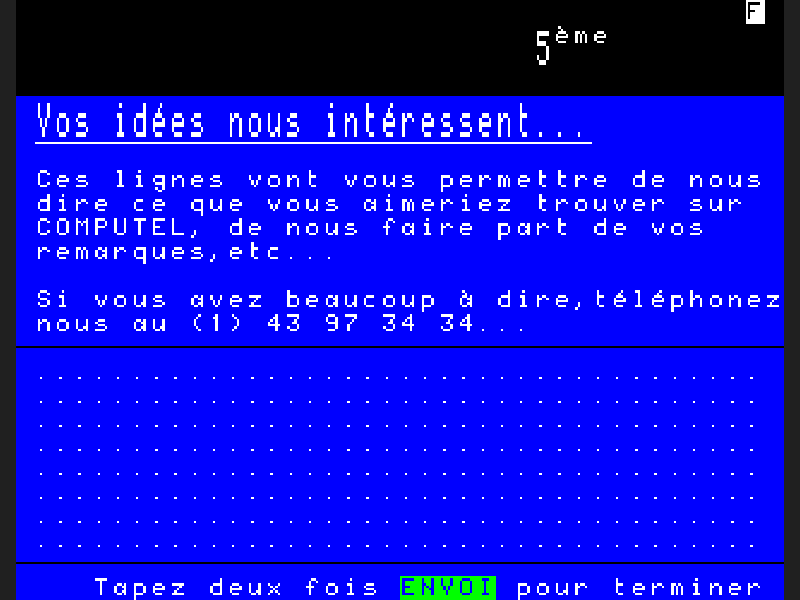 F
5ème
Vos idées nous intéressent...
Ces lignes vont vous permettre de nous
dire ce que vous aimeriez trouver sur
COMPUTEL, de nous faire part de vos
remarques,etc...
Si vous avez beaucoup à dire,téléphonez
nous au (1) 43 97 34 34...
. . . . . . . . . . . . . . . . . . . . . . . . . . . . . . . . . . . . . .
. . . . . . . . . . . . . . . . . . . . . . . . . . . . . . . . . . . . . .
. . . . . . . . . . . . . . . . . . . . . . . . . . . . . . . . . . . . . .
. . . . . . . . . . . . . . . . . . . . . . . . . . . . . . . . . . . . . .
. . . . . . . . . . . . . . . . . . . . . . . . . . . . . . . . . . . . . .
. . . . . . . . . . . . . . . . . . . . . . . . . . . . . . . . . . . . . .
. . . . . . . . . . . . . . . . . . . . . . . . . . . . . . . . . . . . . .
. . . . . . . . . . . . . . . . . . . . . . . . . . . . . . . . . . . . . .
Tapez deux fois ENVOI pour terminer